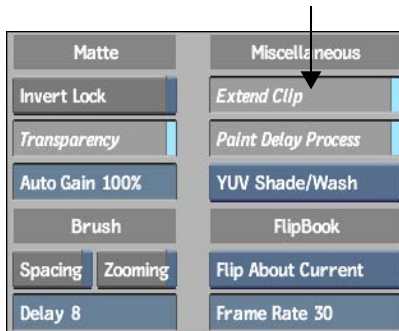 Matte
Miscellaneous
Invert Lock
Extend Clip
Transparency
Paint Delay Process
Auto Gain 100%
YUV Shade/Wash
Brush
FlipBook
Spacing
Zooming
Flip About Current
Delay 8
Frame Rate 30